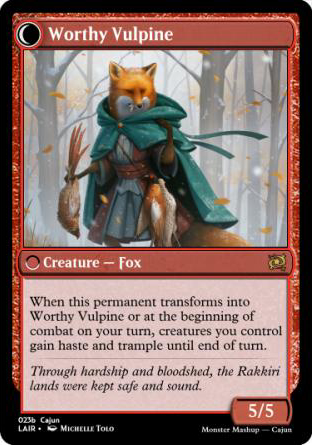 Worthy Vulpine
Creature — Fox
When this permanent transforms into
Worthy Vulpine or at the beginning of
combat on your turn, creatures you control
gain haste and trample until end of turn.
Through hardship and bloodshed, the Rakkiri
lands were kept safe and sound.
5/5
023b Cajun
LAIR • Michelle Tolo
Monster Mashup — Cajun